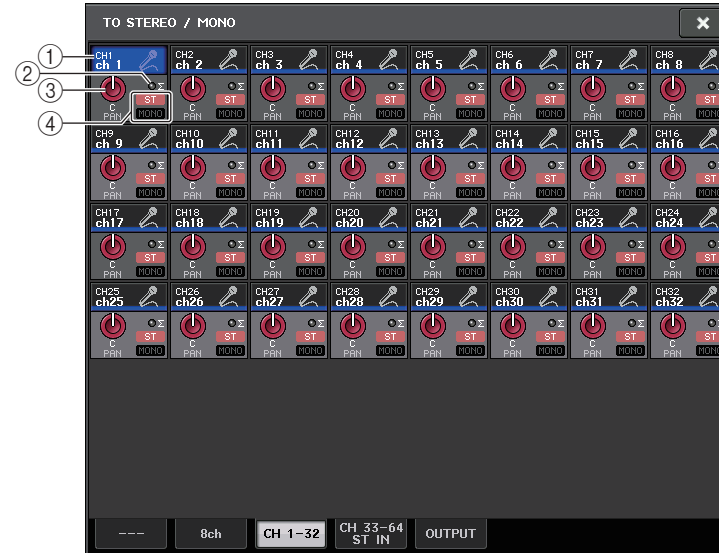 TO STEREO / MONO ×
① CH1 CH2 CH3 CH4 CH5 CH6 CH7 CH8
ch 1 ch 2 ch 3 ch 4 ch 5 ch 6 ch 7 ch 8
② Σ Σ Σ Σ Σ Σ Σ Σ
③ ST ST ST ST ST ST ST ST
④ C MONO C MONO C MONO C MONO C MONO C MONO C MONO C MONO
PAN PAN PAN PAN PAN PAN PAN PAN
CH9 CH10 CH11 CH12 CH13 CH14 CH15 CH16
ch 9 ch10 ch11 ch12 ch13 ch14 ch15 ch16
Σ Σ Σ Σ Σ Σ Σ Σ
ST ST ST ST ST ST ST ST
C MONO C MONO C MONO C MONO C MONO C MONO C MONO C MONO
PAN PAN PAN PAN PAN PAN PAN PAN
CH17 CH18 CH19 CH20 CH21 CH22 CH23 CH24
ch17 ch18 ch19 ch20 ch21 ch22 ch23 ch24
Σ Σ Σ Σ Σ Σ Σ Σ
ST ST ST ST ST ST ST ST
C MONO C MONO C MONO C MONO C MONO C MONO C MONO C MONO
PAN PAN PAN PAN PAN PAN PAN PAN
CH25 CH26 CH27 CH28 CH29 CH30 CH31 CH32
ch25 ch26 ch27 ch28 ch29 ch30 ch31 ch32
Σ Σ Σ Σ Σ Σ Σ Σ
ST ST ST ST ST ST ST ST
C MONO C MONO C MONO C MONO C MONO C MONO C MONO C MONO
PAN PAN PAN PAN PAN PAN PAN PAN
--- 8ch CH 1-32 CH 33-64 OUTPUT
ST IN